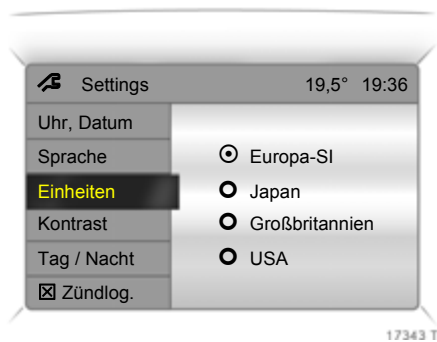 Settings 19,5° 19:36
Uhr, Datum
Sprache
Einheiten
Kontrast
Tag / Nacht
Zündlog.
Europa-SI
Japan
Großbritannien
USA
17343 T